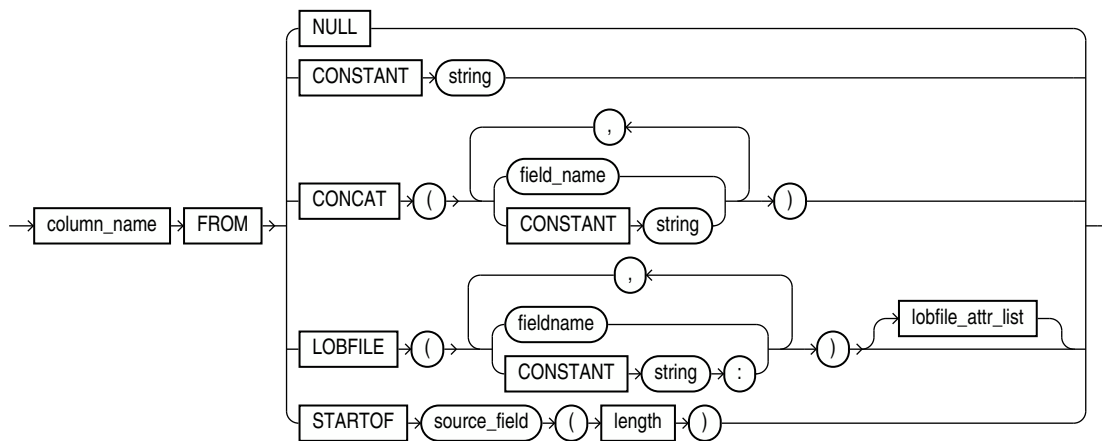 NULL
CONSTANT string
,
field_name
CONCAT ( CONSTANT string )
column_name FROM
,
fieldname
lobfile_attr_list
LOBFILE ( CONSTANT string : )
STARTOF source_field ( length )